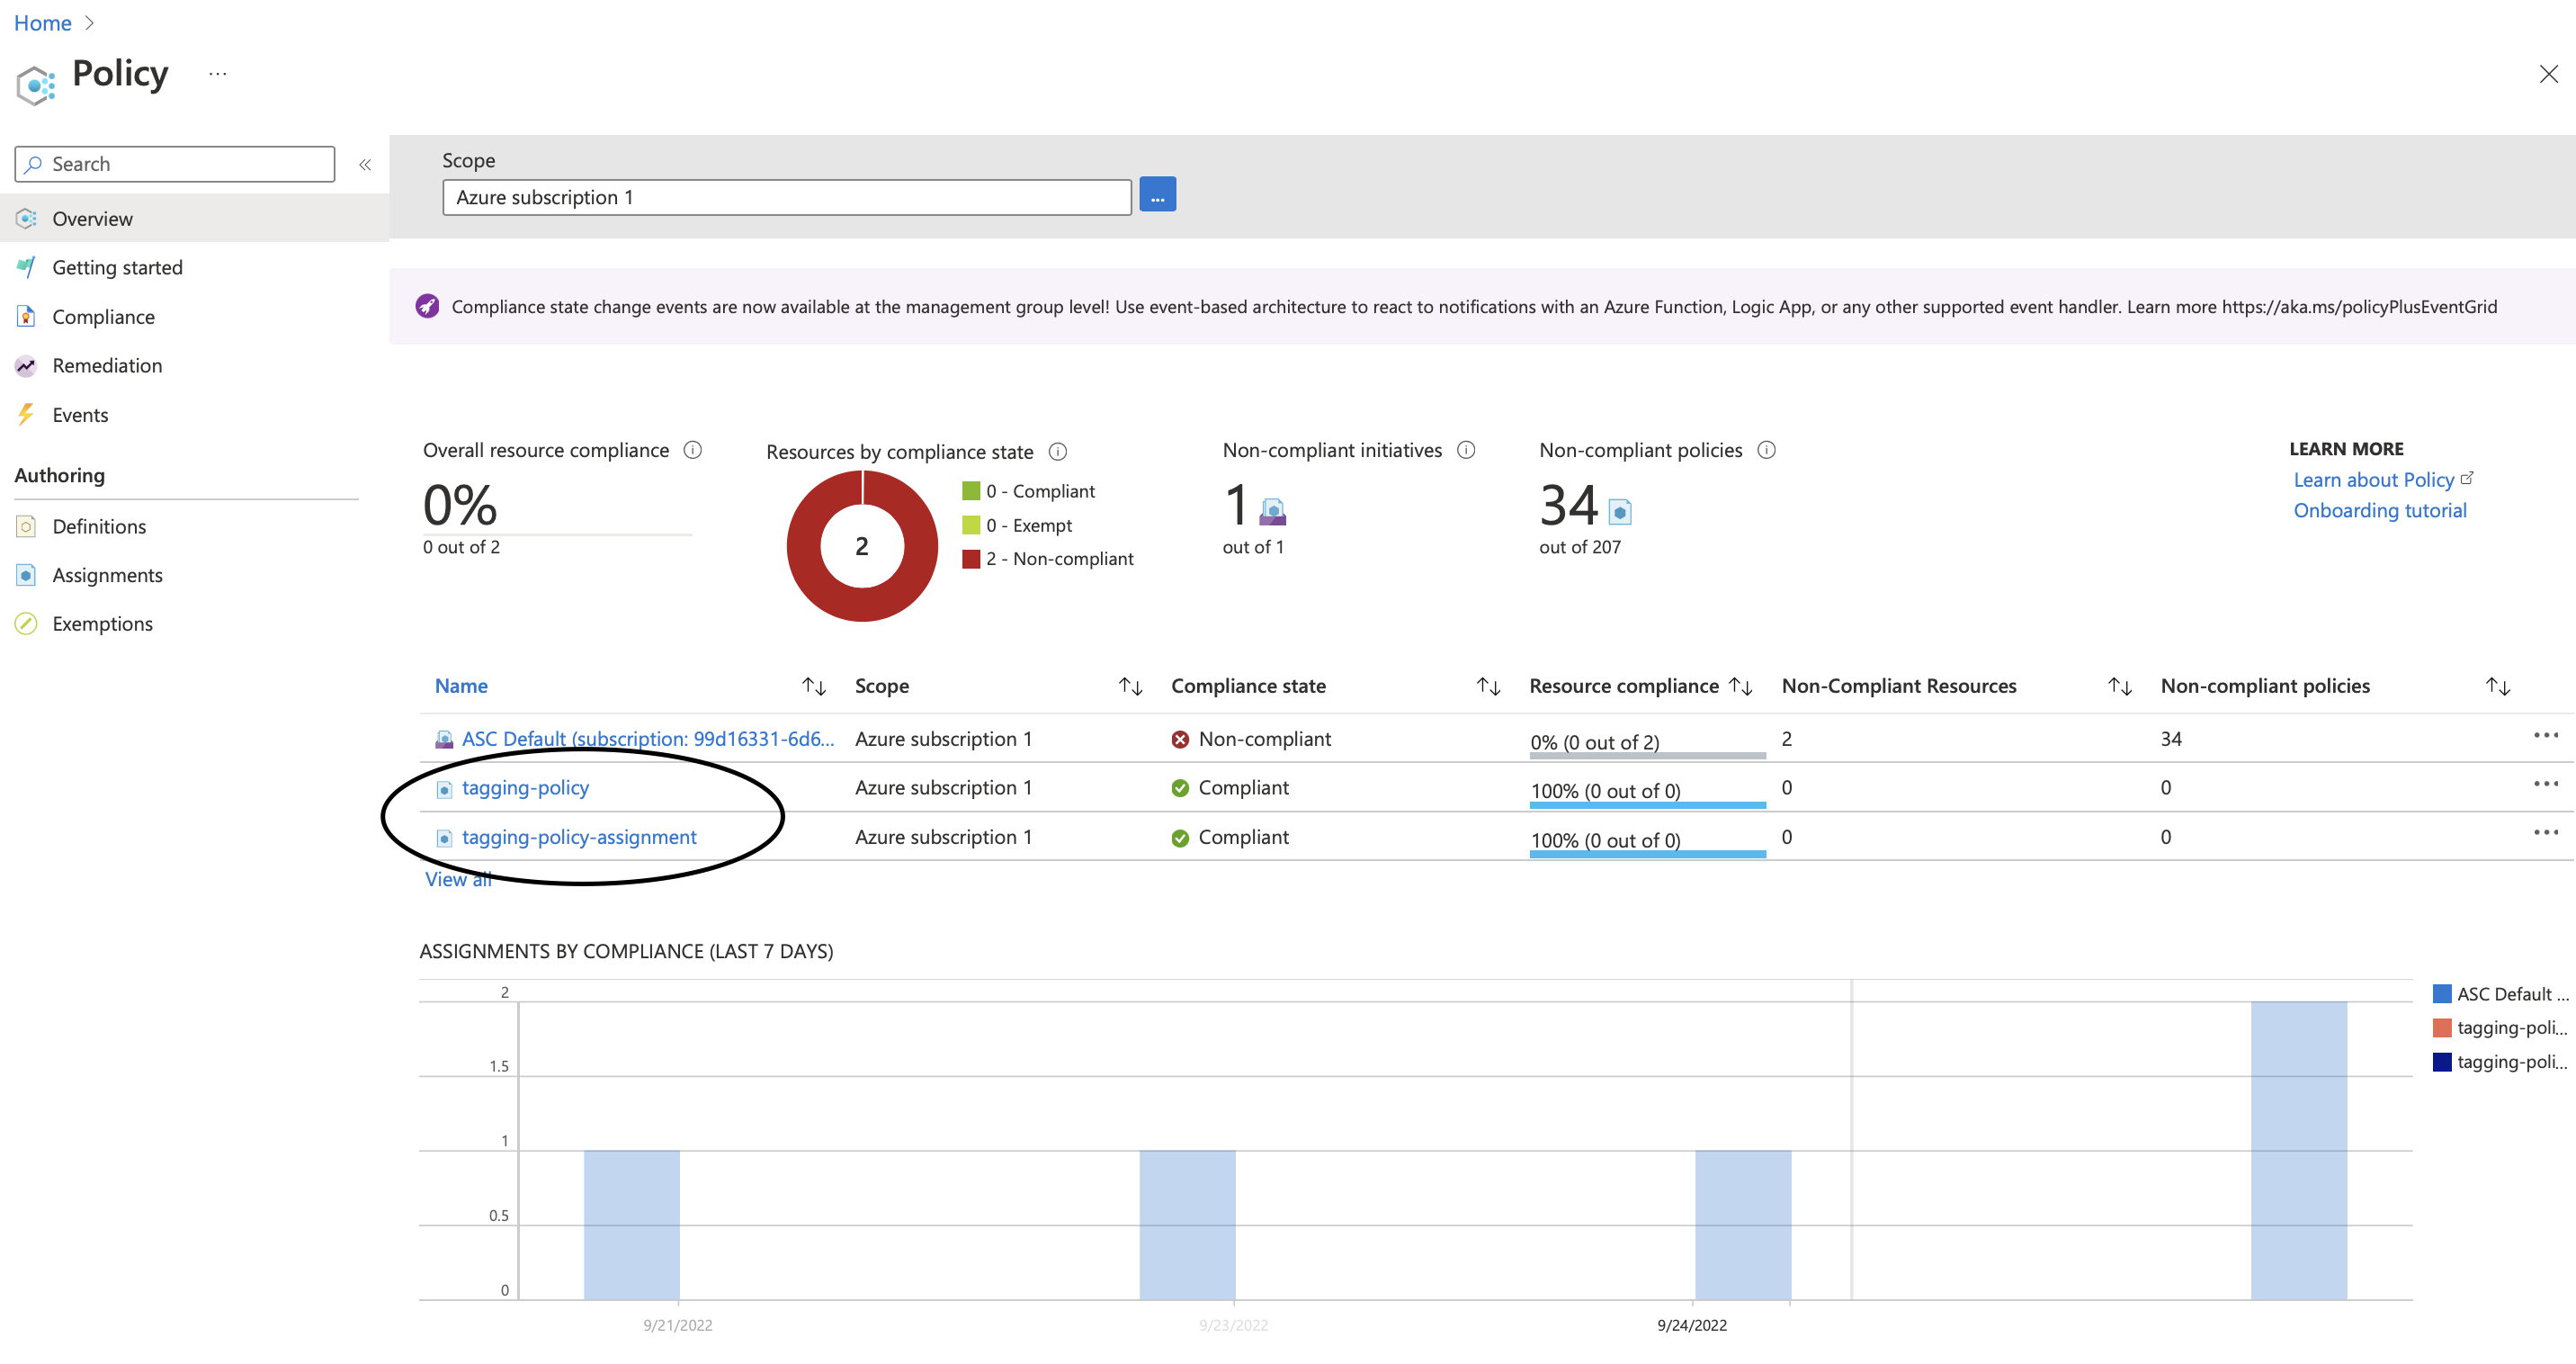 Home
Policy
Search
Overview
Getting started
Compliance
Remediation
Events
Authoring
Definitions
Assignments
Exemptions
Scope
Azure subscription 1
Compliance state change events are now available at the management group level! Use event-based architecture to react to notifications with an Azure Function, Logic App, or any other supported event handler. Learn more https://aka.ms/policyPlusEventGrid
Overall resource compliance
0%
0 out of 2
Resources by compliance state
2
0 - Compliant
0 - Exempt
2 - Non-compliant
Non-compliant initiatives
1
out of 1
Non-compliant policies
34
out of 207
LEARN MORE
Learn about Policy
Onboarding tutorial
Name Scope Compliance state Resource compliance Non-Compliant Resources Non-compliant policies
ASC Default (subscription: 99d16331-6d6... Azure subscription 1 Non-compliant 0% (0 out of 2) 2 34
tagging-policy Azure subscription 1 Compliant 100% (0 out of 0) 0 0
tagging-policy-assignment Azure subscription 1 Compliant 100% (0 out of 0) 0 0
View all
ASSIGNMENTS BY COMPLIANCE (LAST 7 DAYS)
2
1.5
1
0.5
0
9/21/2022 9/23/2022 9/24/2022
ASC Default ...
tagging-poli...
tagging-poli...